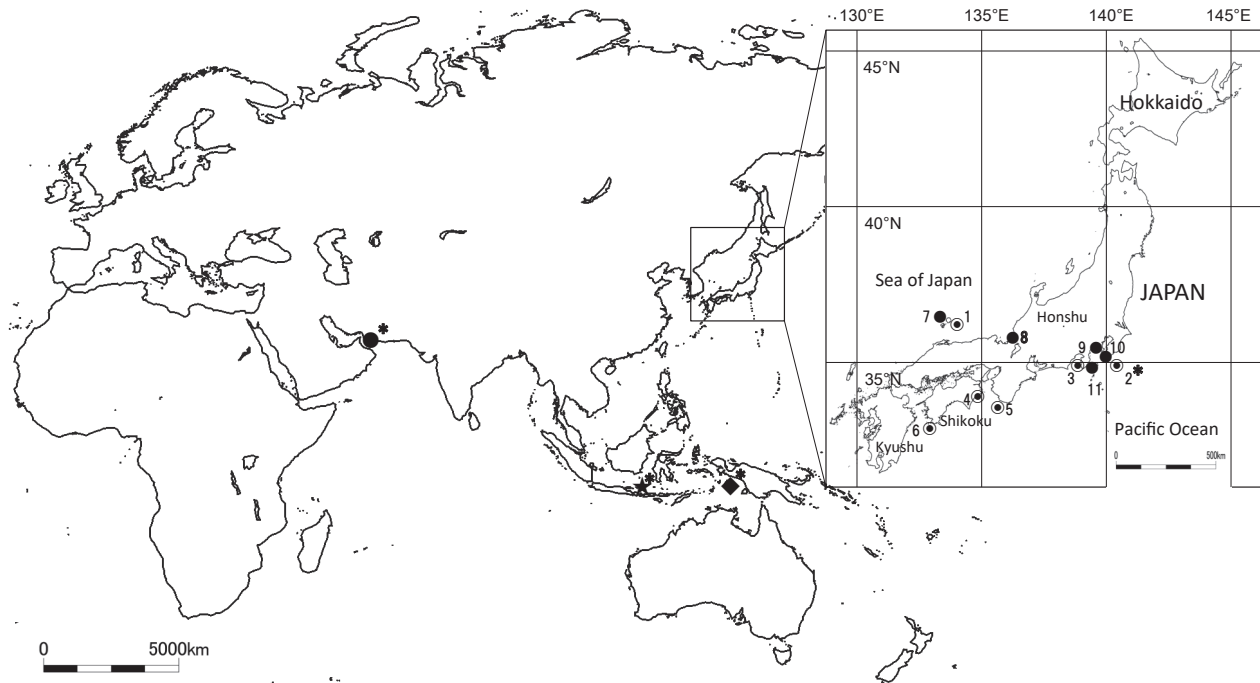 130°E 135°E 140°E 145°E
45°N
Hokkaido
40°N
Sea of Japan
JAPAN
7 1
Honshu
8
9 10
35°N
3 2 *
11
4
5
Shikoku
6
Kyushu
Pacific Ocean
0 500km
*
*
*
0 5000km